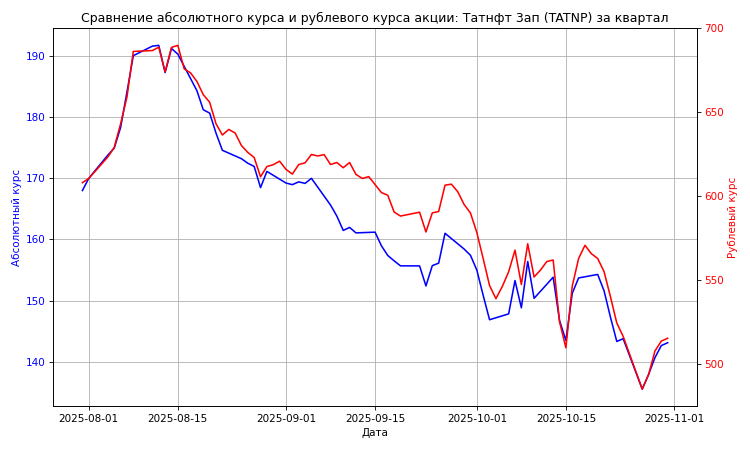 Сравнение абсолютного курса и рублевого курса акции: Татнфт 3ап (TATNP) за квартал
700
190
650
180
170
600
Абсолютный курс
Рублевый курс
160
550
150
500
140
2025-08-01 2025-08-15 2025-09-01 2025-09-15 2025-10-01 2025-10-15 2025-11-01
Дата